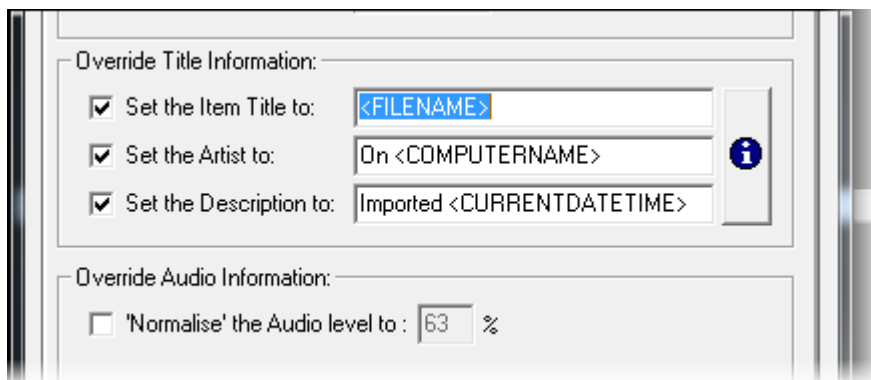 Override Title Information:
Set the Item Title to: <FILENAME>
Set the Artist to: On <COMPUTERNAME>
Set the Description to: Imported <CURRENTDATETIME>
Override Audio Information:
'Normalise' the Audio level to : 63 %